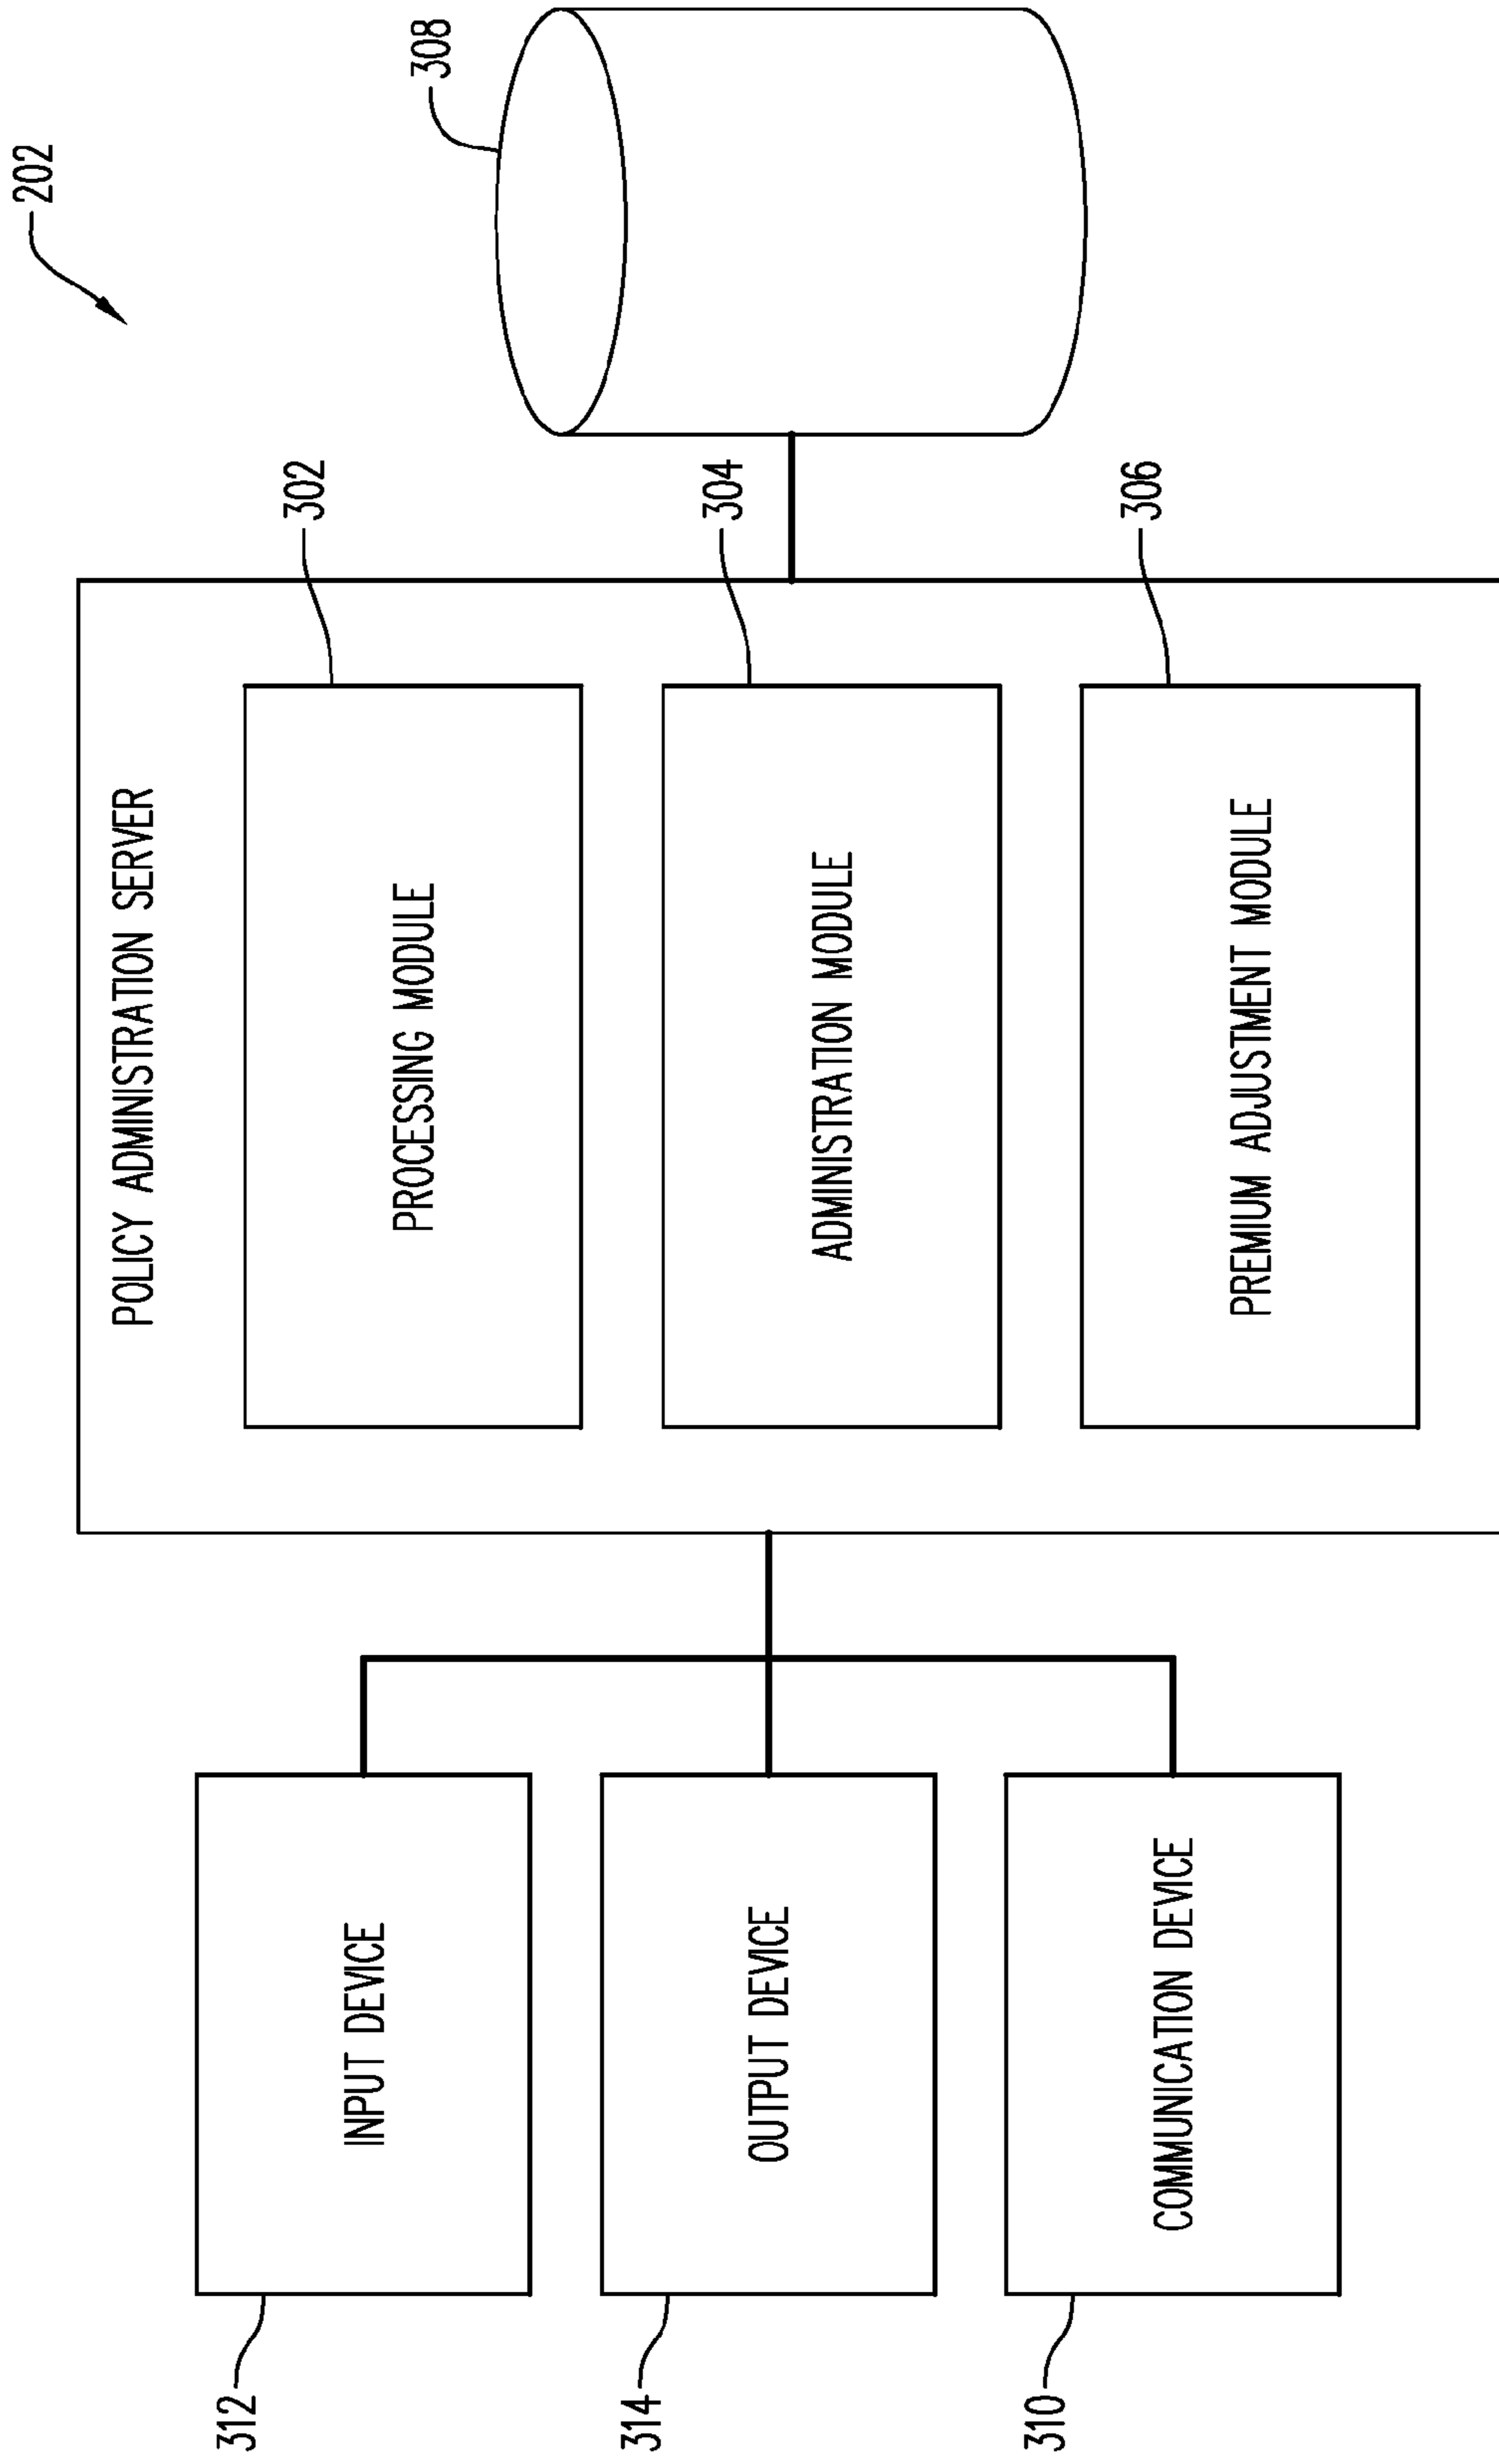 202
308
POLICY ADMINISTRATION SERVER
302
PROCESSING MODULE
304
ADMINISTRATION MODULE
306
PREMIUM ADJUSTMENT MODULE
312
INPUT DEVICE
314
OUTPUT DEVICE
310
COMMUNICATION DEVICE